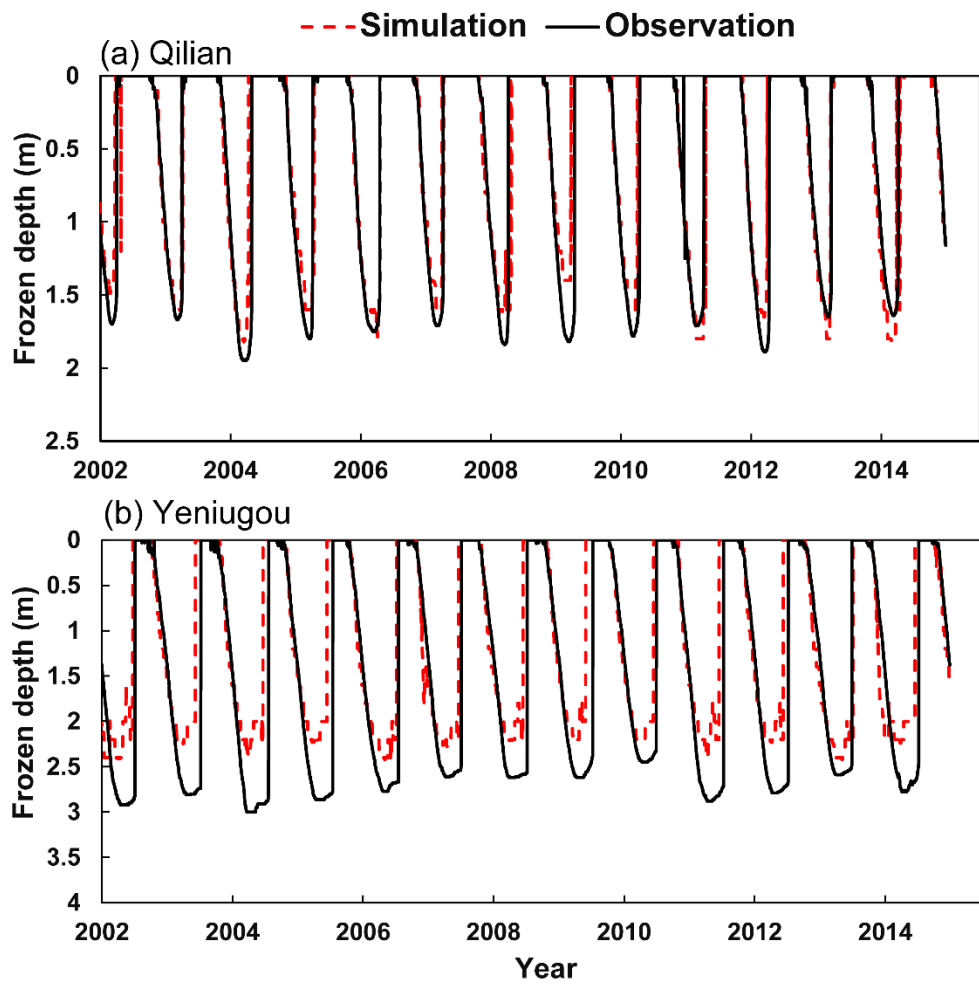 Simulation Observation
(a) Qilian
0
0.5
1
1.5
2
2.5
Frozen depth (m)
2002 2004 2006 2008 2010 2012 2014
(b) Yeniugou
0
0.5
1
1.5
2
2.5
3
3.5
4
Frozen depth (m)
2002 2004 2006 2008 2010 2012 2014
Year